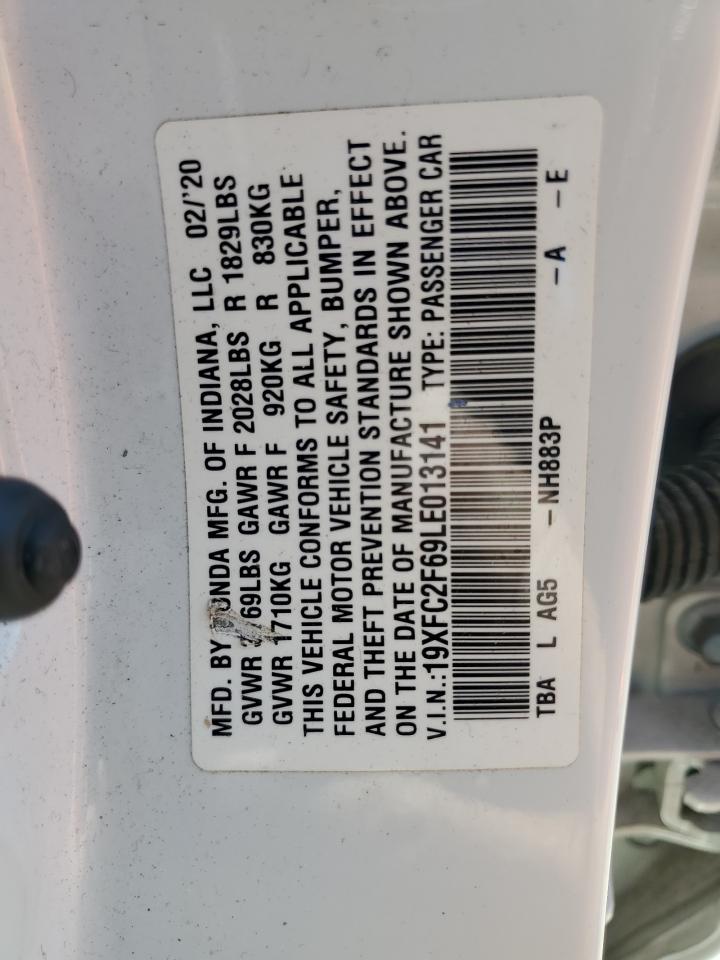 MFD. BY HONDA MFG. OF INDIANA, LLC 02/'20
GVWR LBS GAWR F 2028LBS R 1829LBS
GVWR 1710KG GAWR F 920KG R 830KG
THIS VEHICLE CONFORMS TO ALL APPLICABLE
FEDERAL MOTOR VEHICLE SAFETY, BUMPER,
AND THEFT PREVENTION STANDARDS IN EFFECT
ON THE DATE OF MANUFACTURE SHOWN ABOVE.
V.I.N.:19XFC2F69LE013141 TYPE: PASSENGER CAR
TBA L AG5 -NH883P -A -E